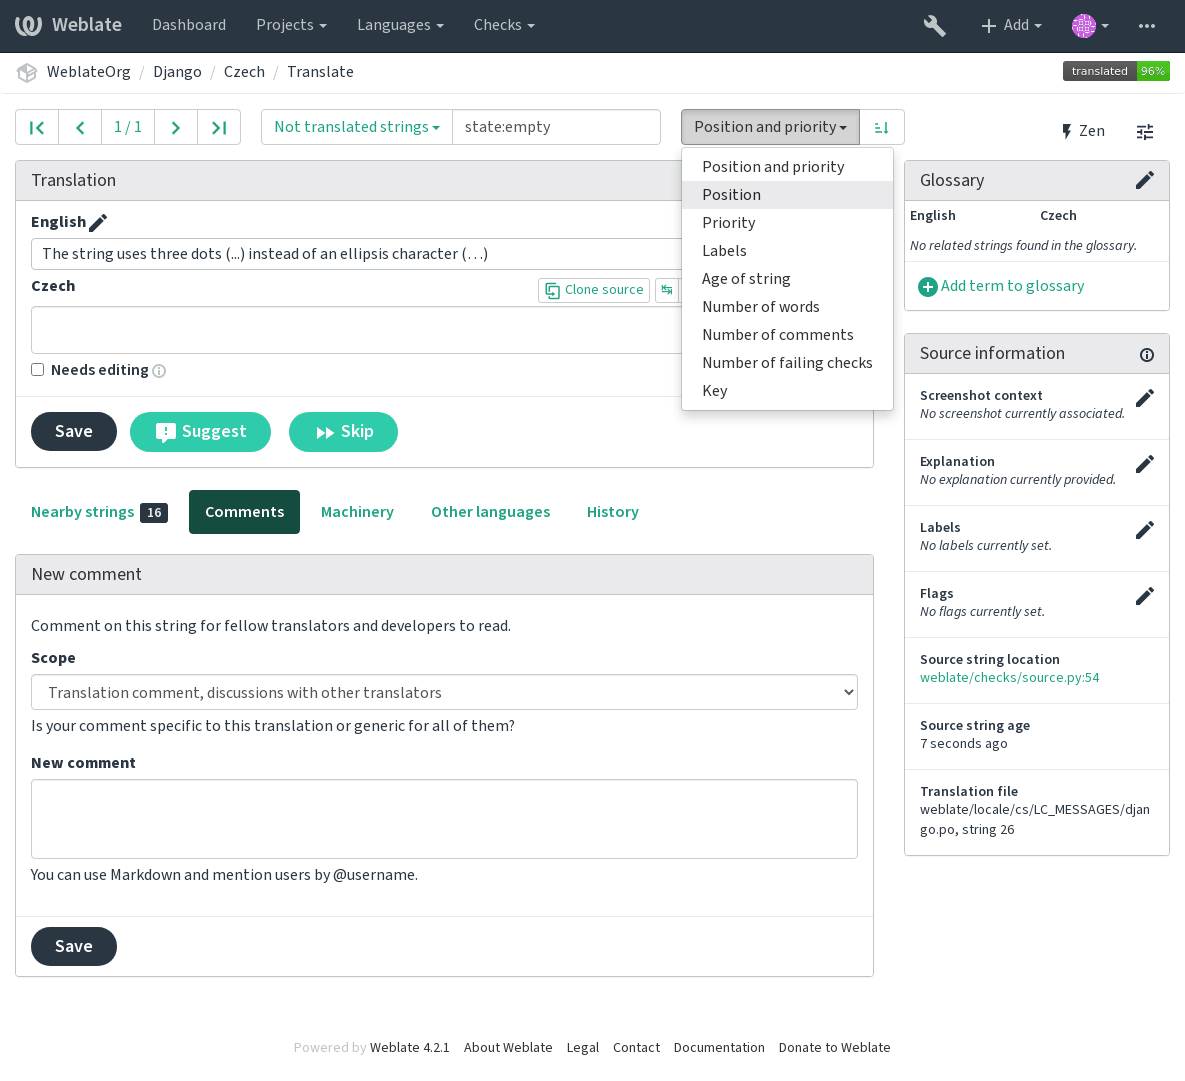 Weblate Dashboard Projects Languages Checks Add
WeblateOrg / Django / Czech / Translate translated 96%
1 / 1 Not translated strings state:empty Position and priority Zen
Position and priority
Position
Priority
Labels
Age of string
Number of words
Number of comments
Number of failing checks
Key
Translation
English
The string uses three dots (...) instead of an ellipsis character (…)
Czech Clone source
Needs editing
Save Suggest Skip
Nearby strings 16 Comments Machinery Other languages History
New comment
Comment on this string for fellow translators and developers to read.
Scope
Translation comment, discussions with other translators
Is your comment specific to this translation or generic for all of them?
New comment
You can use Markdown and mention users by @username.
Save
Glossary
English Czech
No related strings found in the glossary.
Add term to glossary
Source information
Screenshot context
No screenshot currently associated.
Explanation
No explanation currently provided.
Labels
No labels currently set.
Flags
No flags currently set.
Source string location
weblate/checks/source.py:54
Source string age
7 seconds ago
Translation file
weblate/locale/cs/LC_MESSAGES/djan
go.po, string 26
Powered by Weblate 4.2.1 About Weblate Legal Contact Documentation Donate to Weblate